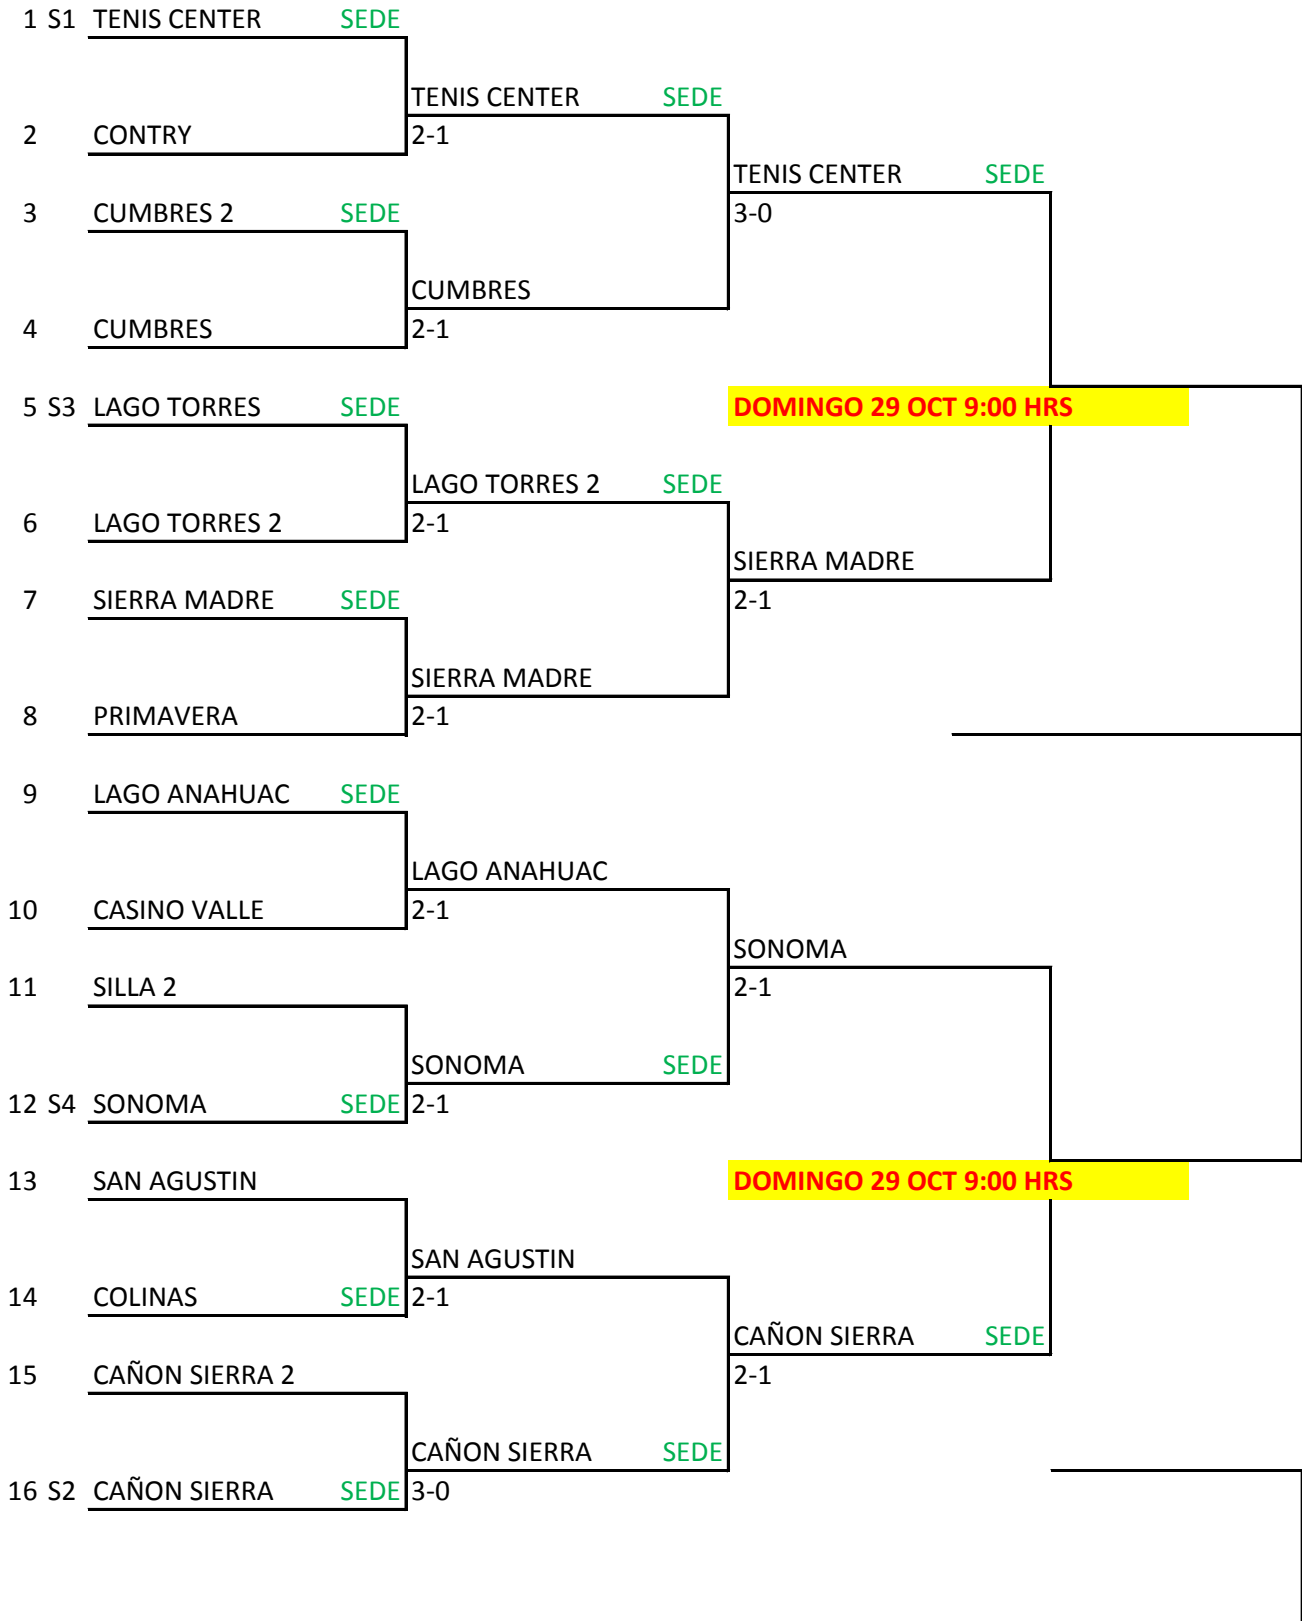 1 S1 TENIS CENTER SEDE
TENIS CENTER SEDE
2 CONTRY 2-1
TENIS CENTER SEDE
3 CUMBRES 2 SEDE 3-0
CUMBRES
4 CUMBRES 2-1
5 S3 LAGO TORRES SEDE DOMINGO 29 OCT 9:00 HRS
LAGO TORRES 2 SEDE
6 LAGO TORRES 2 2-1
SIERRA MADRE
7 SIERRA MADRE SEDE 2-1
SIERRA MADRE
8 PRIMAVERA 2-1
9 LAGO ANAHUAC SEDE
LAGO ANAHUAC
10 CASINO VALLE 2-1
SONOMA
11 SILLA 2 2-1
SONOMA SEDE
12 S4 SONOMA SEDE 2-1
13 SAN AGUSTIN DOMINGO 29 OCT 9:00 HRS
SAN AGUSTIN
14 COLINAS SEDE 2-1
CAÑON SIERRA SEDE
15 CAÑON SIERRA 2 2-1
CAÑON SIERRA SEDE
16 S2 CAÑON SIERRA SEDE 3-0